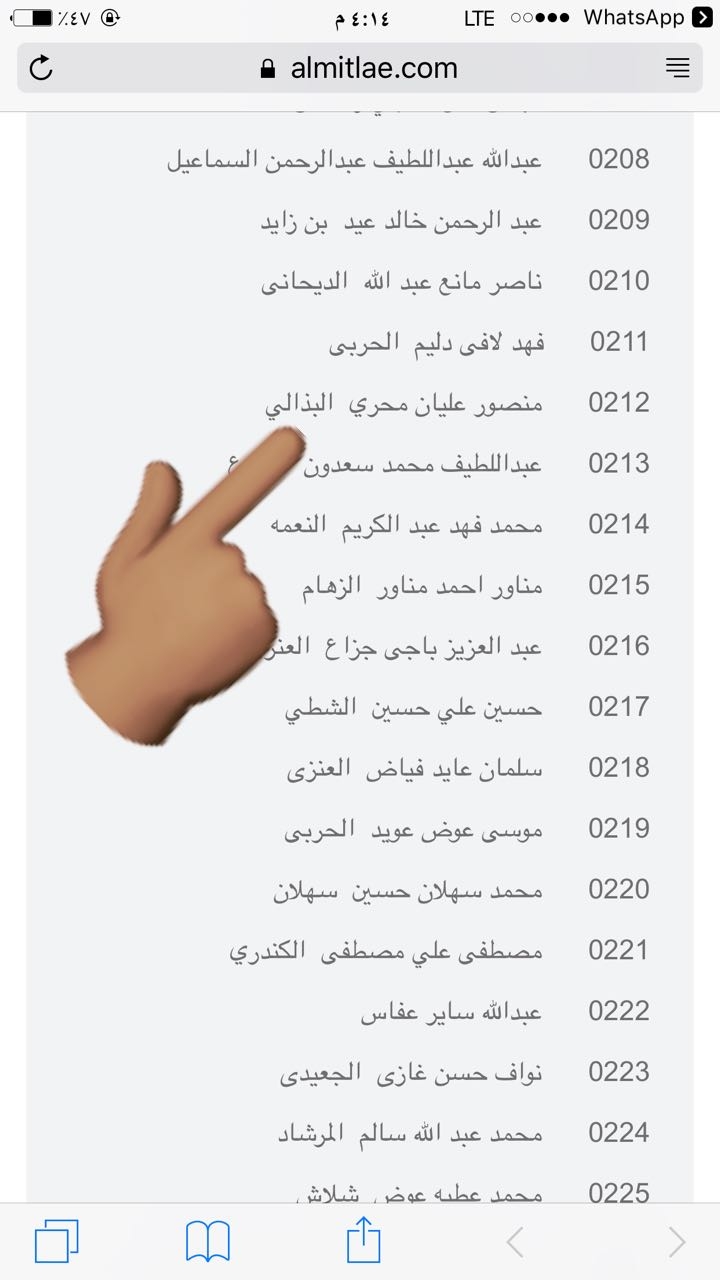 ٪٤٧ ٤:١٤ م LTE WhatsApp
almitlae.com
0208 عبدالله عبداللطيف عبدالرحمن السماعيل
0209 عبد الرحمن خالد عيد بن زايد
0210 ناصر مانع عبد الله الديحانى
0211 فهد لافى دليم الحربى
0212 منصور عليان محري البذالي
0213 عبداللطيف محمد سعدون
0214 محمد فهد عبد الكريم النعمه
0215 مناور احمد مناور الزهام
0216 عبد العزيز باجى جزاع
0217 حسين علي حسين الشطي
0218 سلمان عايد فياض العنزى
0219 موسى عوض عويد الحربى
0220 محمد سهلان حسين سهلان
0221 مصطفى علي مصطفى الكندري
0222 عبدالله ساير عفاس
0223 نواف حسن غازى الجعيدى
0224 محمد عبد الله سالم المرشاد
0225 محمد عطيه عوض شلاش